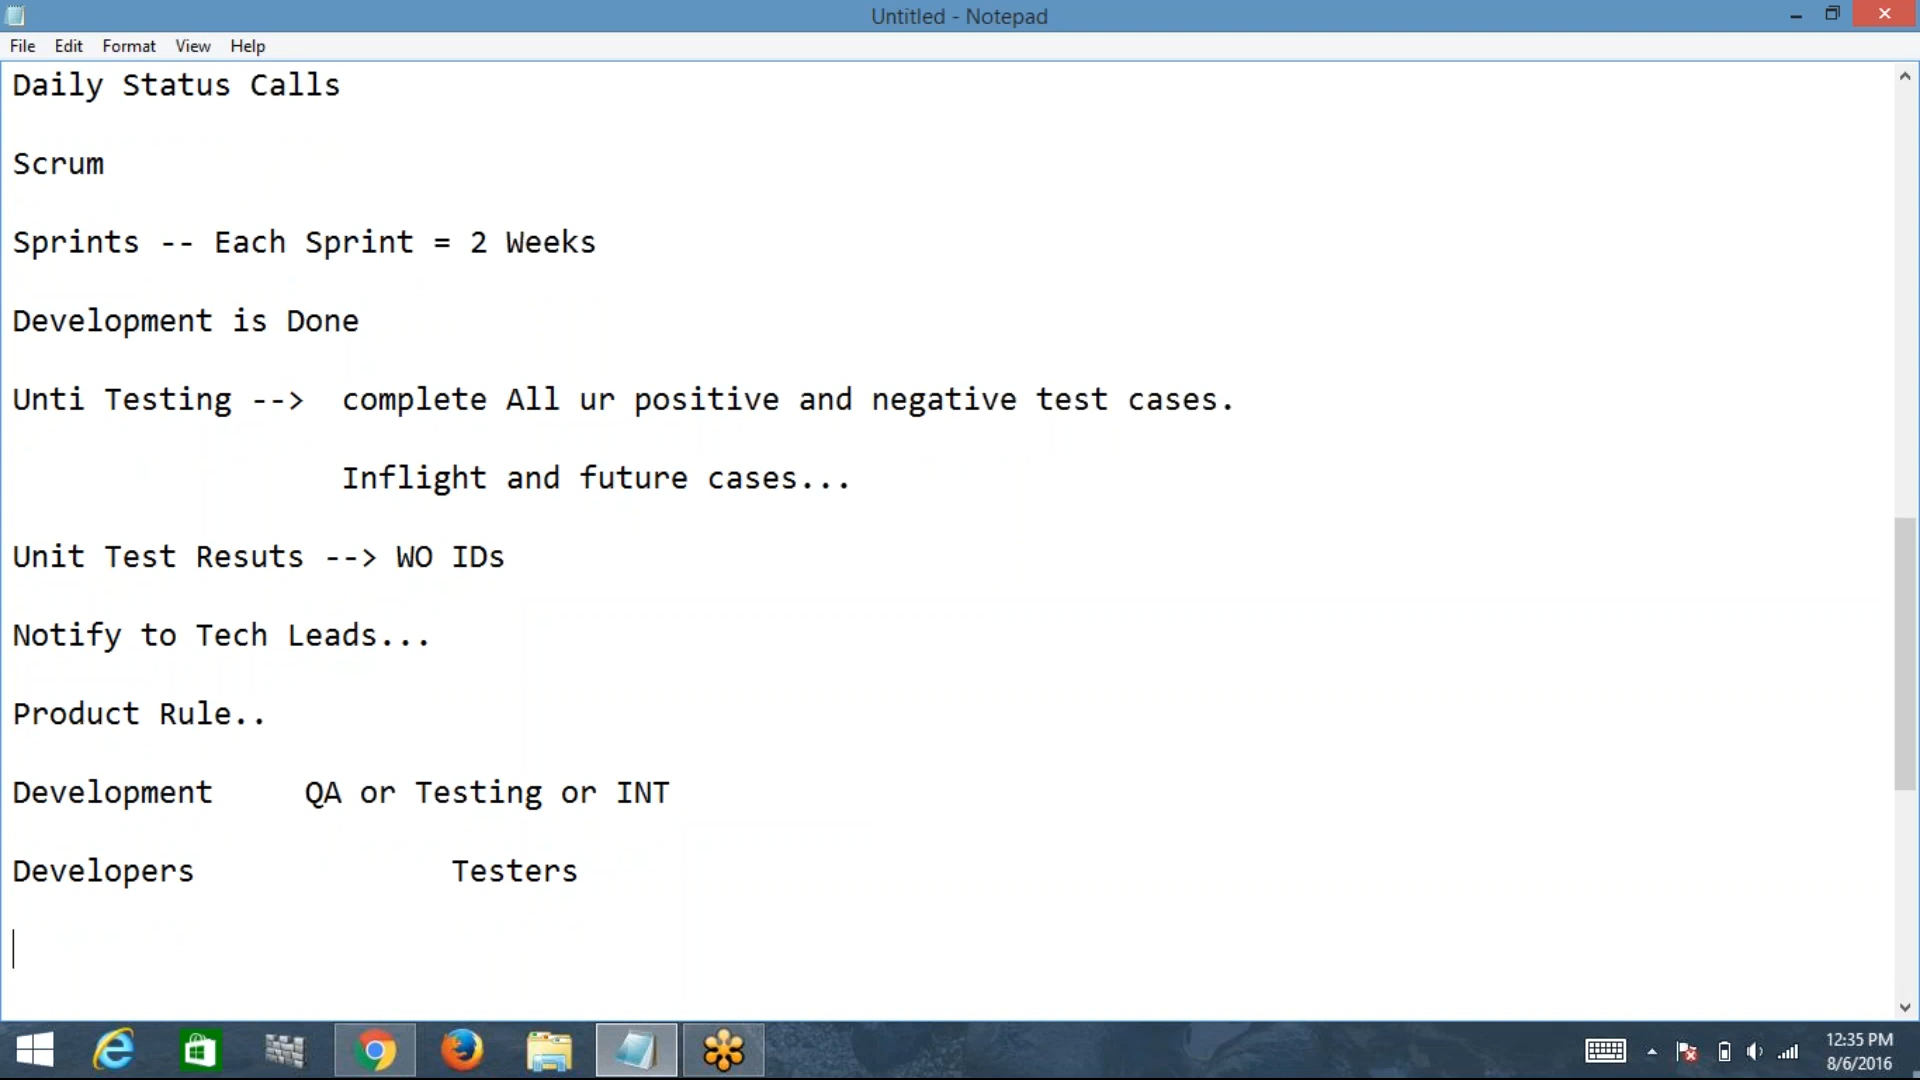 Untitled - Notepad
File Edit Format View Help
Daily Status Calls
Scrum
Sprints -- Each Sprint = 2 Weeks
Development is Done
Unti Testing --> complete All ur positive and negative test cases.
Inflight and future cases...
Unit Test Resuts --> WO IDs
Notify to Tech Leads...
Product Rule..
Development QA or Testing or INT
Developers Testers
12:35 PM
8/6/2016